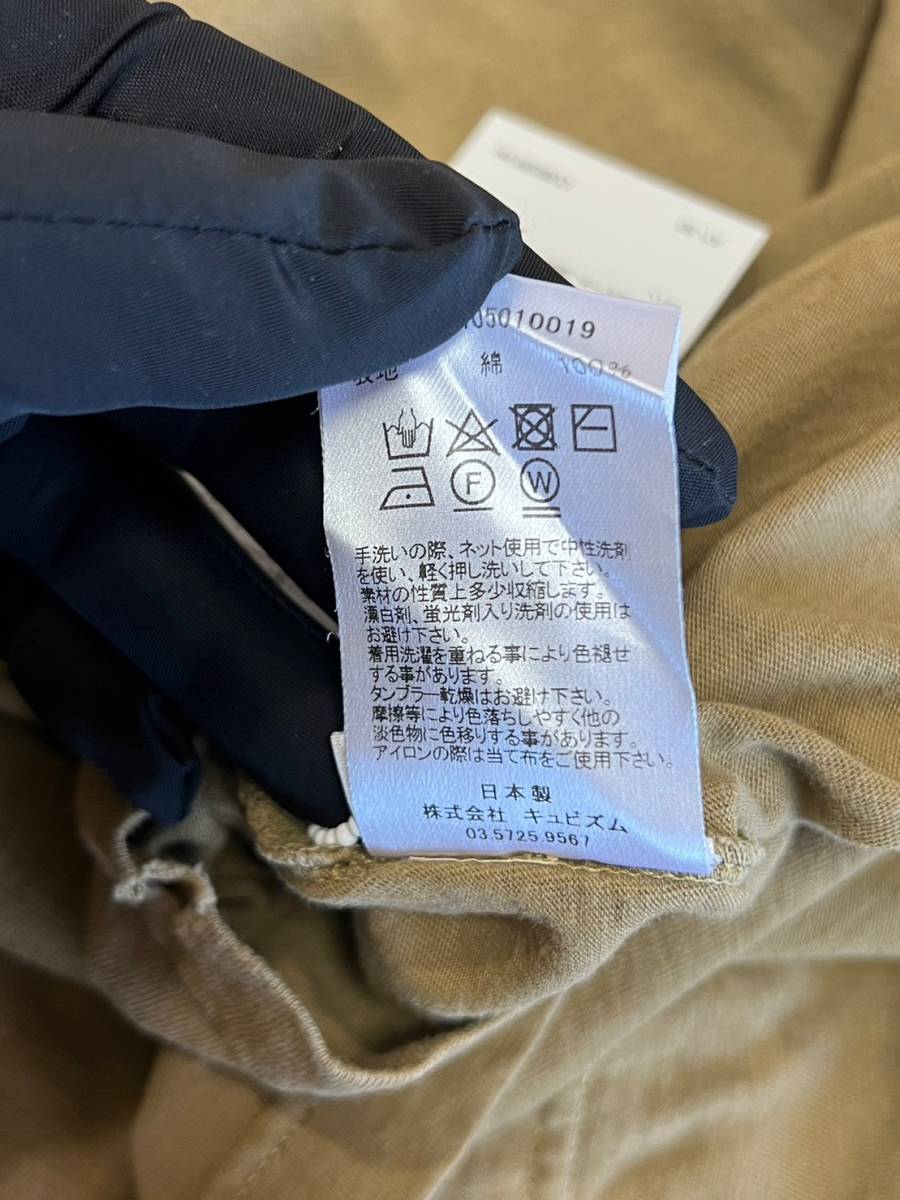 05010019
表地 綿 100%
F W
手洗いの際、ネット使用で中性洗剤
を使い、軽く押し洗いして下さい。
素材の性質上多少収縮します。
漂白剤、蛍光剤入り洗剤の使用は
お避け下さい。
着用洗濯を重ねる事により色褪せ
する事があります。
タンブラー乾燥はお避け下さい。
摩擦等により色落ちしやすく他の
淡色物に色移りする事があります。
アイロンの際は当て布をご使用下さい。
日本製
株式会社 キュビズム
03.5725.9567